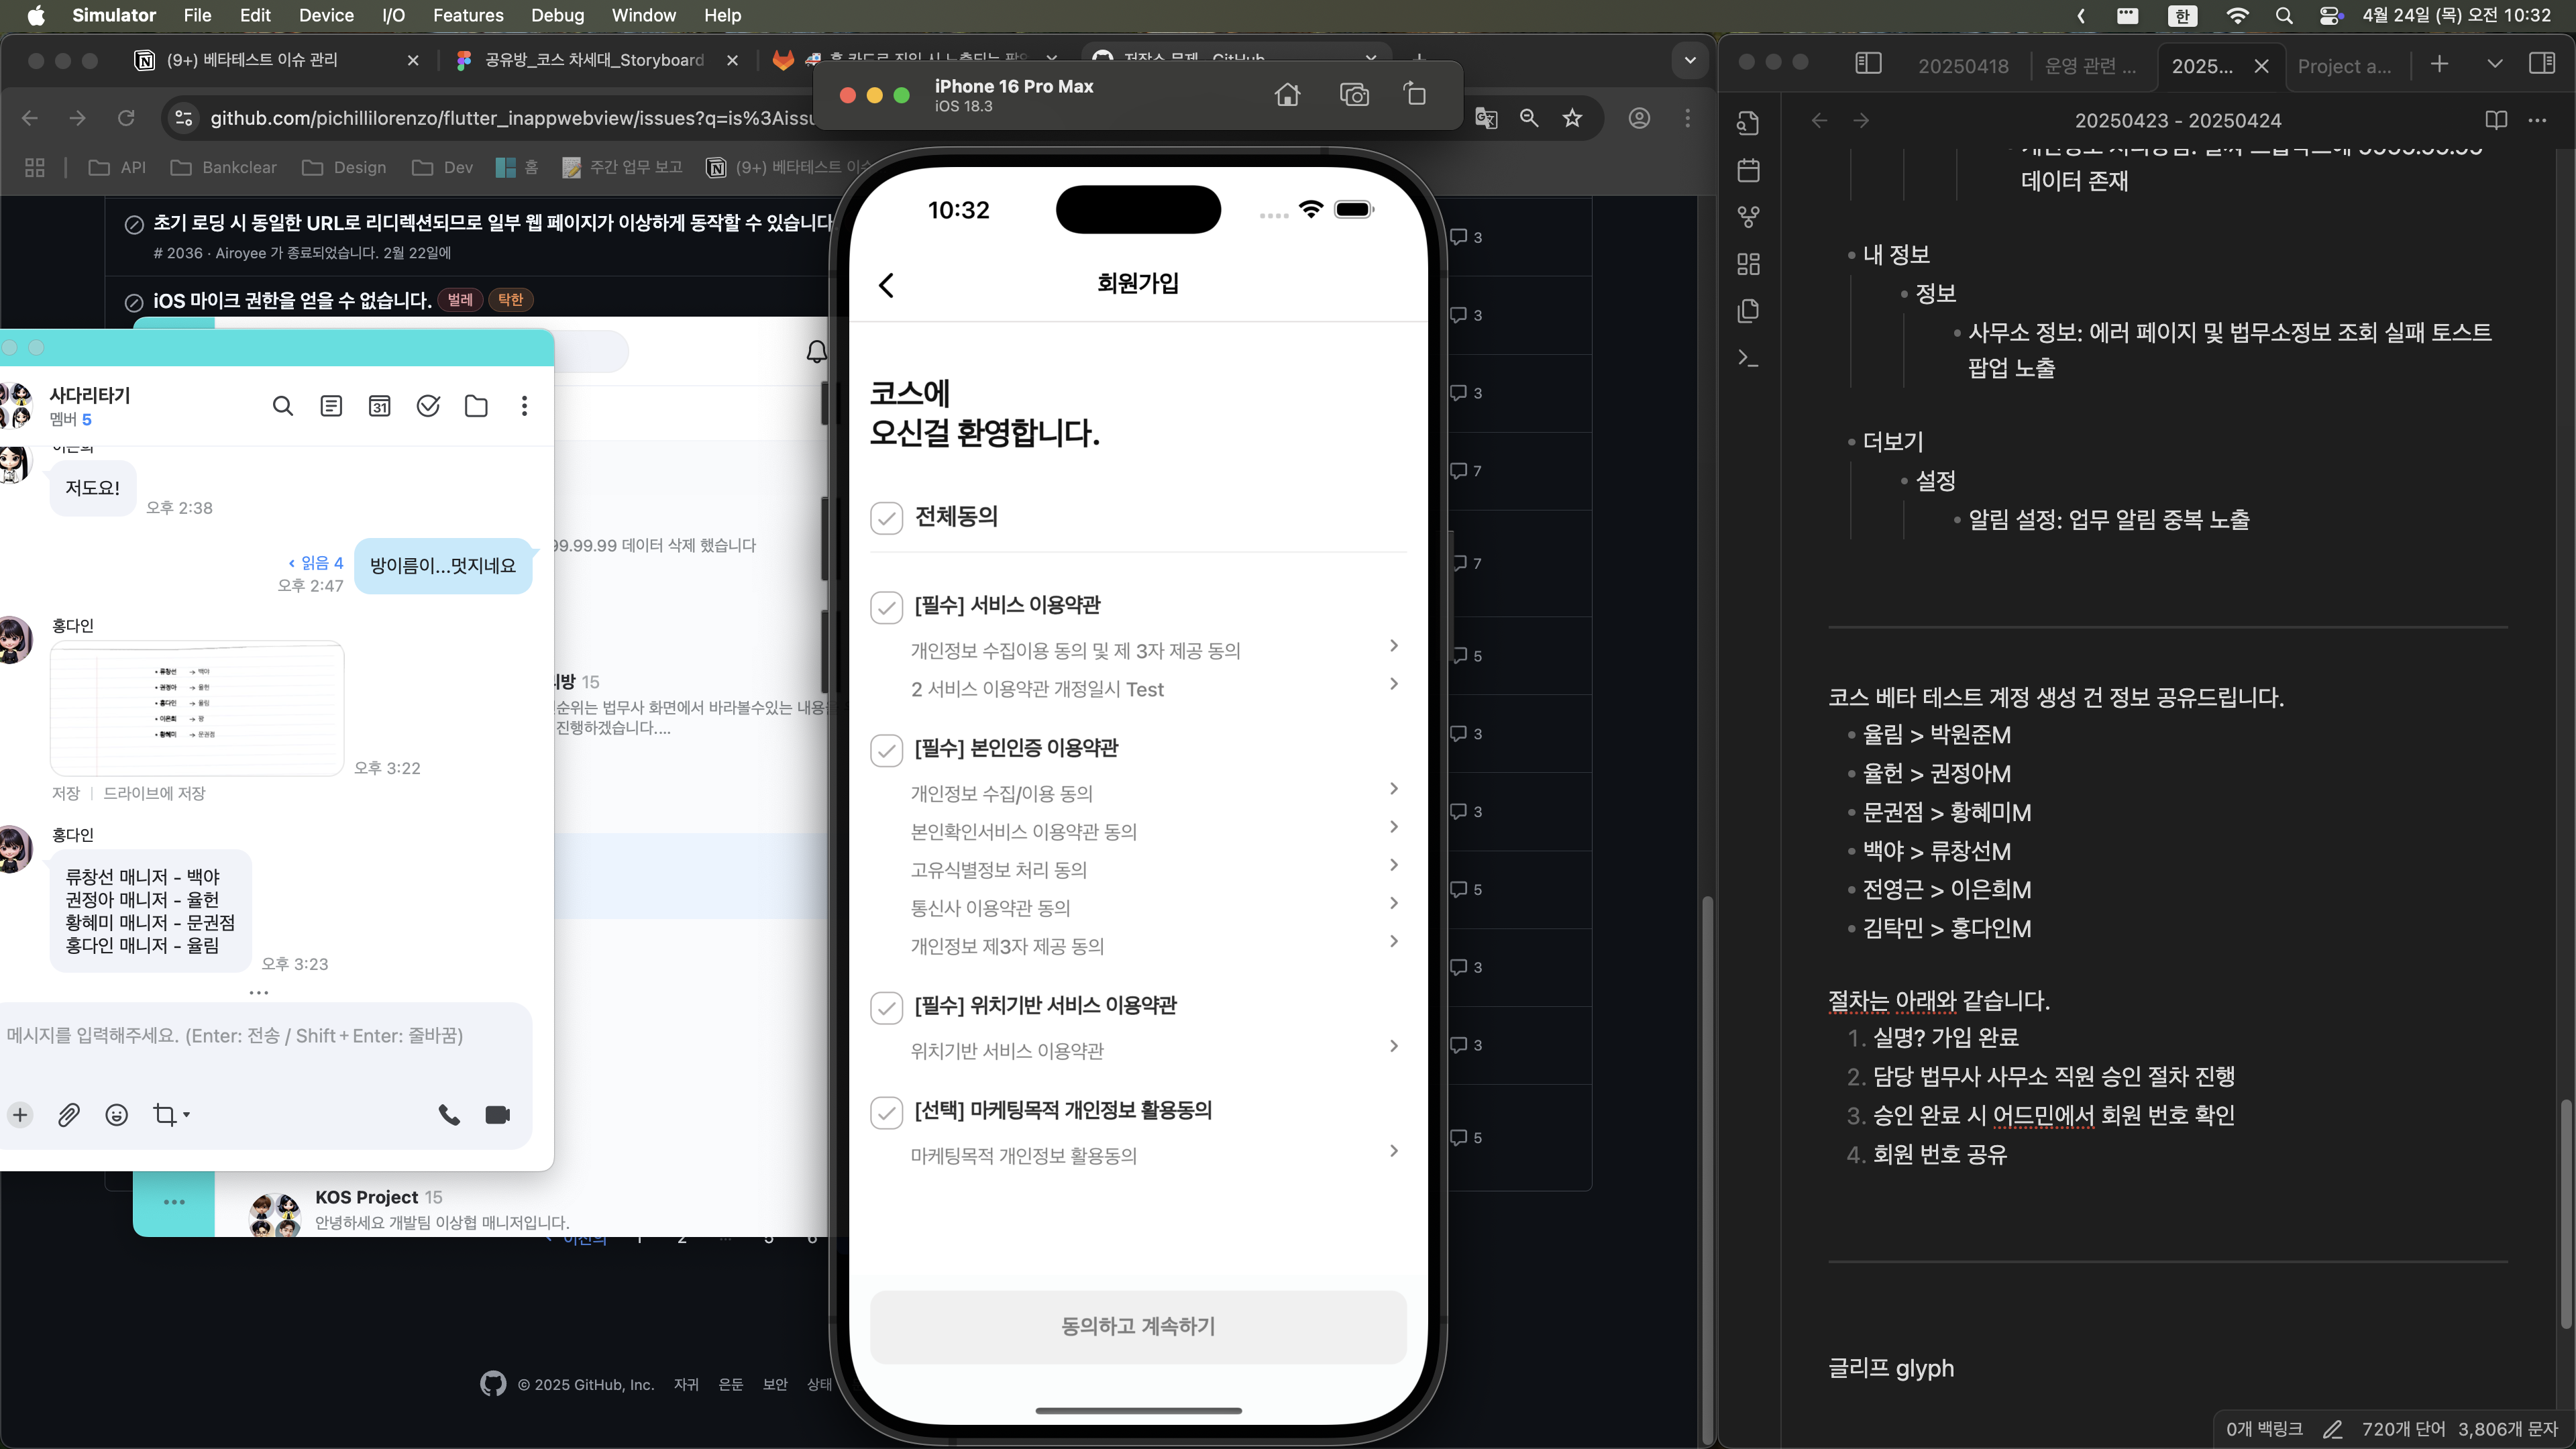 Simulator File Edit Device I/O Features Debug Window Help
한 4월 24일 (목) 오전 10:32
(9+) 베타테스트 이슈 관리
공유방_코스 차세대_Storyboard
github.com/pichillilorenzo/flutter_inappwebview/issues?q=is%3Aissu
API Bankclear Design Dev 홈 주간 업무 보고 (9+) 베타테스트 이슈
초기 로딩 시 동일한 URL로 리디렉션되므로 일부 웹 페이지가 이상하게 동작할 수 있습니다
# 2036 · Airoyee 가 종료되었습니다. 2월 22일에
iOS 마이크 권한을 얻을 수 없습니다. 벌레 탁한
3
3
3
7
7
5
3
3
5
3
3
5
사다리타기
멤버 5
31
이은희
저도요!
오후 2:38
읽음 4
오후 2:47
방이름이...멋지네요
홍다인
• 류창선 → 백야
• 권정아 → 율헌
• 홍다인 → 율림
• 이은희 → 왕
• 황혜미 → 문권점
오후 3:22
저장 | 드라이브에 저장
홍다인
류창선 매니저 - 백야
권정아 매니저 - 율헌
황혜미 매니저 - 문권점
홍다인 매니저 - 율림
오후 3:23
메시지를 입력해주세요. (Enter: 전송 / Shift + Enter: 줄바꿈)
99.99.99 데이터 삭제 했습니다
방 15
순위는 법무사 화면에서 바라볼수있는 내용
진행하겠습니다....
KOS Project 15
안녕하세요 개발팀 이상협 매니저입니다.
이전의 1 2 ... 5 6
© 2025 GitHub, Inc. 자귀 은둔 보안 상태
iPhone 16 Pro Max
iOS 18.3
10:32
회원가입
코스에
오신걸 환영합니다.
전체동의
[필수] 서비스 이용약관
개인정보 수집이용 동의 및 제 3자 제공 동의
2 서비스 이용약관 개정일시 Test
[필수] 본인인증 이용약관
개인정보 수집/이용 동의
본인확인서비스 이용약관 동의
고유식별정보 처리 동의
통신사 이용약관 동의
개인정보 제3자 제공 동의
[필수] 위치기반 서비스 이용약관
위치기반 서비스 이용약관
[선택] 마케팅목적 개인정보 활용동의
마케팅목적 개인정보 활용동의
동의하고 계속하기
20250418 운영 관련 ... 2025... Project a...
20250423 - 20250424
데이터 존재
• 내 정보
• 정보
• 사무소 정보: 에러 페이지 및 법무소정보 조회 실패 토스트
팝업 노출
• 더보기
• 설정
• 알림 설정: 업무 알림 중복 노출
코스 베타 테스트 계정 생성 건 정보 공유드립니다.
• 율림 > 박원준M
• 율헌 > 권정아M
• 문권점 > 황혜미M
• 백야 > 류창선M
• 전영근 > 이은희M
• 김탁민 > 홍다인M
절차는 아래와 같습니다.
1. 실명? 가입 완료
2. 담당 법무사 사무소 직원 승인 절차 진행
3. 승인 완료 시 어드민에서 회원 번호 확인
4. 회원 번호 공유
글리프 glyph
0개 백링크 720개 단어 3,806개 문자